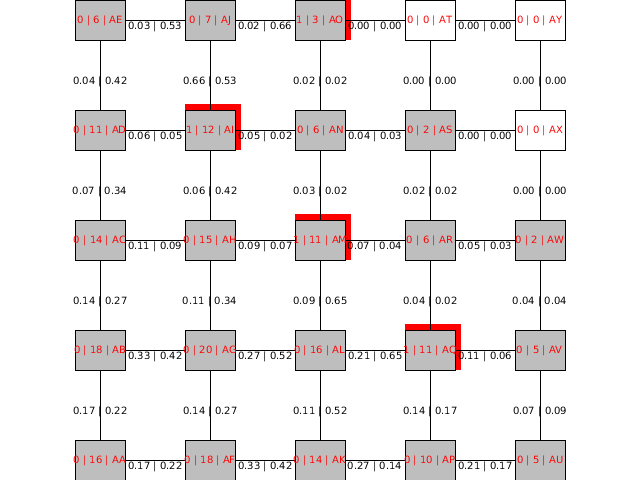 0 | 6 | AE 0.03 | 0.53 0 | 7 | AJ 0.02 | 0.66 1 | 3 | AO 0.00 | 0.00 0 | 0 | AT 0.00 | 0.00 0 | 0 | AY
0.04 | 0.42 0.66 | 0.53 0.02 | 0.02 0.00 | 0.00 0.00 | 0.00
0 | 11 | AD 0.06 | 0.05 1 | 12 | AI 0.05 | 0.02 0 | 6 | AN 0.04 | 0.03 0 | 2 | AS 0.00 | 0.00 0 | 0 | AX
0.07 | 0.34 0.06 | 0.42 0.03 | 0.02 0.02 | 0.02 0.00 | 0.00
0 | 14 | AC 0.11 | 0.09 0 | 15 | AH 0.09 | 0.07 1 | 11 | AM 0.07 | 0.04 0 | 6 | AR 0.05 | 0.03 0 | 2 | AW
0.14 | 0.27 0.11 | 0.34 0.09 | 0.65 0.04 | 0.02 0.04 | 0.04
0 | 18 | AB 0.33 | 0.42 0 | 20 | AG 0.27 | 0.52 0 | 16 | AL 0.21 | 0.65 1 | 11 | AQ 0.11 | 0.06 0 | 5 | AV
0.17 | 0.22 0.14 | 0.27 0.11 | 0.52 0.14 | 0.17 0.07 | 0.09
0 | 16 | AA 0.17 | 0.22 0 | 18 | AF 0.33 | 0.42 0 | 14 | AK 0.27 | 0.14 0 | 10 | AP 0.21 | 0.17 0 | 5 | AU